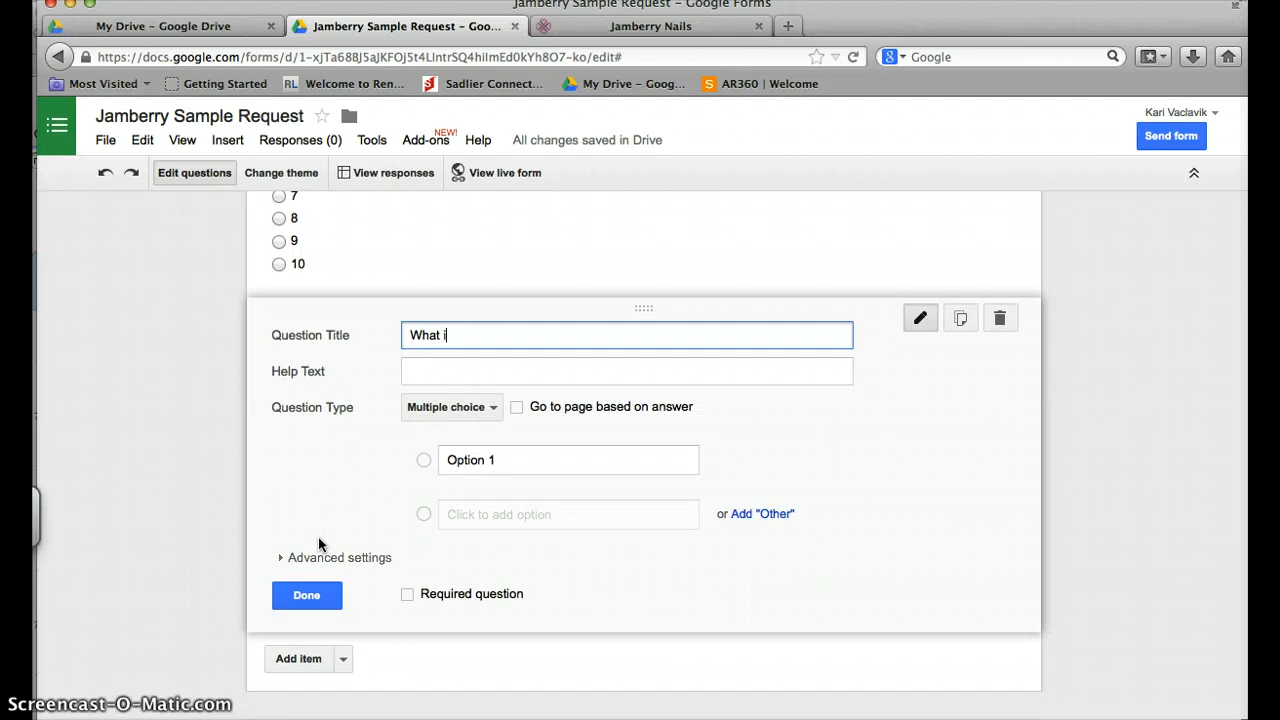 Jamberry Sample Request - Google Forms
My Drive - Google Drive
Jamberry Sample Request - Goo...
Jamberry Nails
https://docs.google.com/forms/d/1-xjTa68BJ5aJKFOj5t4LIntrSQ4hiImEd0kYh8O7-ko/edit#
Google
Most Visited
Getting Started
RL Welcome to Ren...
Sadlier Connect...
My Drive - Goog...
S AR360 | Welcome
Jamberry Sample Request
Kari Vaclavik
File Edit View Insert Responses (0) Tools Add-ons NEW! Help All changes saved in Drive
Send form
Edit questions Change theme View responses View live form
7
8
9
10
Question Title What i
Help Text
Question Type Multiple choice Go to page based on answer
Option 1
Click to add option or Add "Other"
Advanced settings
Done Required question
Add item
Screencast-O-Matic.com